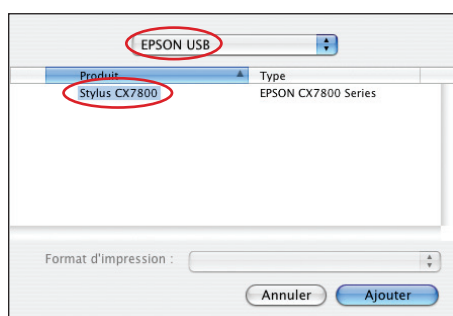 EPSON USB
Produit Type
Stylus CX7800 EPSON CX7800 Series
Format d'impression :
Annuler Ajouter